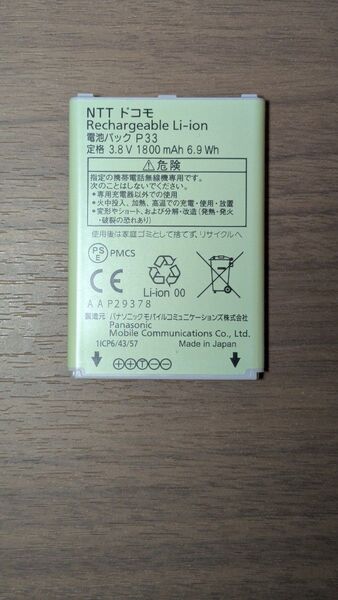 NTT ドコモ
Rechargeable Li-ion
電池パック P33
定格 3.8 V 1800 mAh 6.9 Wh
⚠危険
指定の携帯電話無線機専用です。
次のことはしないでください。
•専用充電器以外での使用
•火中投入、加熱、高温での充電・使用・放置
•変形やショート、および分解・改造(発熱・発火
・破裂の恐れあり)
使用後は家庭ゴミとして捨てず、リサイクルへ
PS
E
PMCS
CE
Li-ion 00
AAP29378
製造元:パナソニックモバイルコミュニケーションズ株式会社
Panasonic
Mobile Communications Co., Ltd.
1ICP6/43/57 Made in Japan
⊕⊕Ⓣ⊖⊖